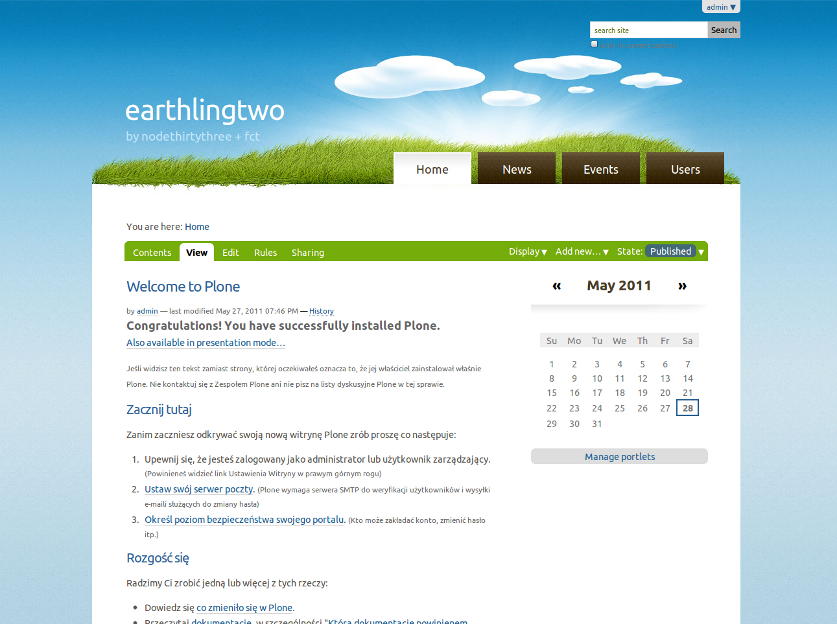 admin ▼
search site
Search
earthlingtwo
by nodethirtythree + fct
Home
News
Events
Users
You are here: Home
Contents
View
Edit
Rules
Sharing
Display ▼
Add new... ▼
State: Published ▼
Welcome to Plone
by admin — last modified May 27, 2011 07:46 PM — History
Congratulations! You have successfully installed Plone.
Also available in presentation mode...
Jeśli widzisz ten tekst zamiast strony, której oczekiwałeś oznacza to, że jej właściciel zainstalował właśnie
Plone. Nie kontaktuj się z Zespołem Plone ani nie pisz na listy dyskusyjne Plone w tej sprawie.
Zacznij tutaj
Zanim zaczniesz odkrywać swoją nową witrynę Plone zrób proszę co następuje:
1. Upewnij się, że jesteś zalogowany jako administrator lub użytkownik zarządzający.
(Powinieneś widzieć link Ustawienia Witryny w prawym górnym rogu)
2. Ustaw swój serwer poczty. (Plone wymaga serwera SMTP do weryfikacji użytkowników i wysyłki
e-maili służących do zmiany hasła)
3. Określ poziom bezpieczeństwa swojego portalu. (Kto może zakładać konto, zmienić hasło
itp.)
Rozgość się
Radzimy Ci zrobić jedną lub więcej z tych rzeczy:
• Dowiedz się co zmieniło się w Plone.
• Przeczytaj dokumentację, w szczególności "Którą dokumentację powinienem
« May 2011 »
Su Mo Tu We Th Fr Sa
1 2 3 4 5 6 7
8 9 10 11 12 13 14
15 16 17 18 19 20 21
22 23 24 25 26 27 28
29 30 31
Manage portlets